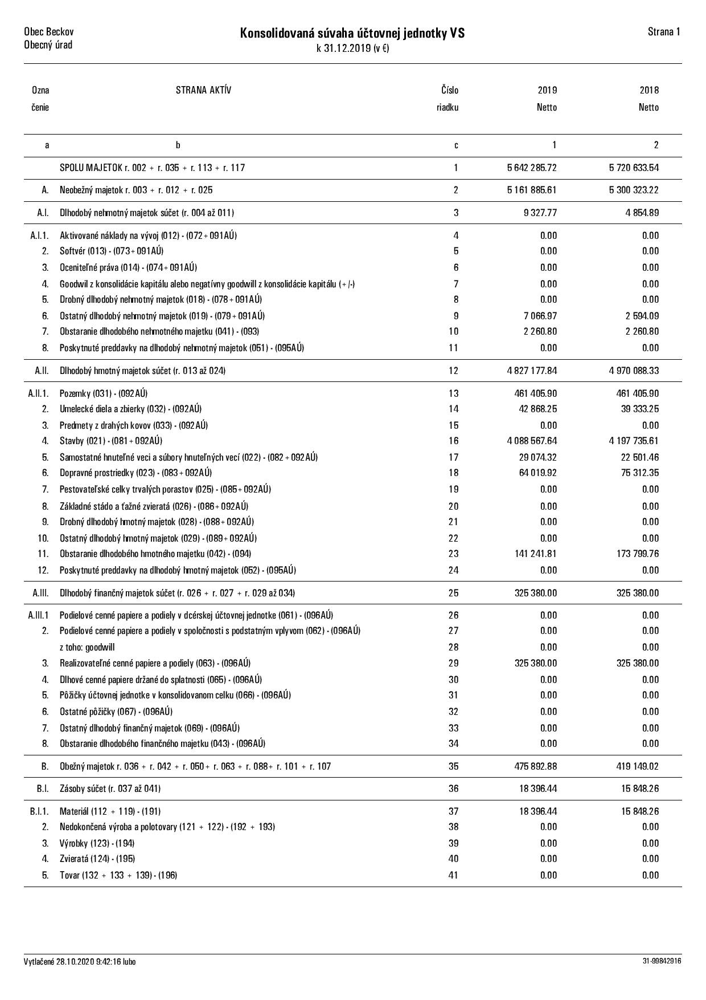 Obec Beckov Konsolidovaná súvaha účtovnej jednotky VS Strana 1
Obecný úrad k 31.12.2019 (v €)
Ozna STRANA AKTÍV Číslo 2019 2018
čenie riadku Netto Netto
a b c 1 2
SPOLU MAJETOK r. 002 + r. 035 + r. 113 + r. 117 1 5 642 285.72 5 720 633.54
A. Neobežný majetok r. 003 + r. 012 + r. 025 2 5 161 885.61 5 300 323.22
A.I. Dlhodobý nehmotný majetok súčet (r. 004 až 011) 3 9 327.77 4 854.89
A.I.1. Aktivované náklady na vývoj (012) - (072+091AÚ) 4 0.00 0.00
2. Softvér (013) - (073+091AÚ) 5 0.00 0.00
3. Oceniteľné práva (014) - (074+091AÚ) 6 0.00 0.00
4. Goodwil z konsolidácie kapitálu alebo negatívny goodwill z konsolidácie kapitálu (+/-) 7 0.00 0.00
5. Drobný dlhodobý nehmotný majetok (018) - (078+091AÚ) 8 0.00 0.00
6. Ostatný dlhodobý nehmotný majetok (019) - (079+091AÚ) 9 7 066.97 2 594.09
7. Obstaranie dlhodobého nehmotného majetku (041) - (093) 10 2 260.80 2 260.80
8. Poskytnuté preddavky na dlhodobý nehmotný majetok (051) - (095AÚ) 11 0.00 0.00
A.II. Dlhodobý hmotný majetok súčet (r. 013 až 024) 12 4 827 177.84 4 970 088.33
A.II.1. Pozemky (031) - (092AÚ) 13 461 405.90 461 405.90
2. Umelecké diela a zbierky (032) - (092AÚ) 14 42 868.25 39 333.25
3. Predmety z drahých kovov (033) - (092AÚ) 15 0.00 0.00
4. Stavby (021) - (081+092AÚ) 16 4 088 567.64 4 197 735.61
5. Samostatné hnuteľné veci a súbory hnuteľných vecí (022) - (082+092AÚ) 17 29 074.32 22 501.46
6. Dopravné prostriedky (023) - (083+092AÚ) 18 64 019.92 75 312.35
7. Pestovateľské celky trvalých porastov (025) - (085+092AÚ) 19 0.00 0.00
8. Základné stádo a ťažné zvieratá (026) - (086+092AÚ) 20 0.00 0.00
9. Drobný dlhodobý hmotný majetok (028) - (088+092AÚ) 21 0.00 0.00
10. Ostatný dlhodobý hmotný majetok (029) - (089+092AÚ) 22 0.00 0.00
11. Obstaranie dlhodobého hmotného majetku (042) - (094) 23 141 241.81 173 799.76
12. Poskytnuté preddavky na dlhodobý hmotný majetok (052) - (095AÚ) 24 0.00 0.00
A.III. Dlhodobý finančný majetok súčet (r. 026 + r. 027 + r. 029 až 034) 25 325 380.00 325 380.00
A.III.1 Podielové cenné papiere a podiely v dcérskej účtovnej jednotke (061) - (096AÚ) 26 0.00 0.00
2. Podielové cenné papiere a podiely v spoločnosti s podstatným vplyvom (062) - (096AÚ) 27 0.00 0.00
z toho: goodwill 28 0.00 0.00
3. Realizovateľné cenné papiere a podiely (063) - (096AÚ) 29 325 380.00 325 380.00
4. Dlhové cenné papiere držané do splatnosti (065) - (096AÚ) 30 0.00 0.00
5. Pôžičky účtovnej jednotke v konsolidovanom celku (066) - (096AÚ) 31 0.00 0.00
6. Ostatné pôžičky (067) - (096AÚ) 32 0.00 0.00
7. Ostatný dlhodobý finančný majetok (069) - (096AÚ) 33 0.00 0.00
8. Obstaranie dlhodobého finančného majetku (043) - (096AÚ) 34 0.00 0.00
B. Obežný majetok r. 036 + r. 042 + r. 050+ r. 063 + r. 088+ r. 101 + r. 107 35 475 892.88 419 149.02
B.I. Zásoby súčet (r. 037 až 041) 36 18 396.44 15 848.26
B.I.1. Materiál (112 + 119) - (191) 37 18 396.44 15 848.26
2. Nedokončená výroba a polotovary (121 + 122) - (192 + 193) 38 0.00 0.00
3. Výrobky (123) - (194) 39 0.00 0.00
4. Zvieratá (124) - (195) 40 0.00 0.00
5. Tovar (132 + 133 + 139) - (196) 41 0.00 0.00
Vytlačené 28.10.2020 9:42:16 lubo 31-99842916